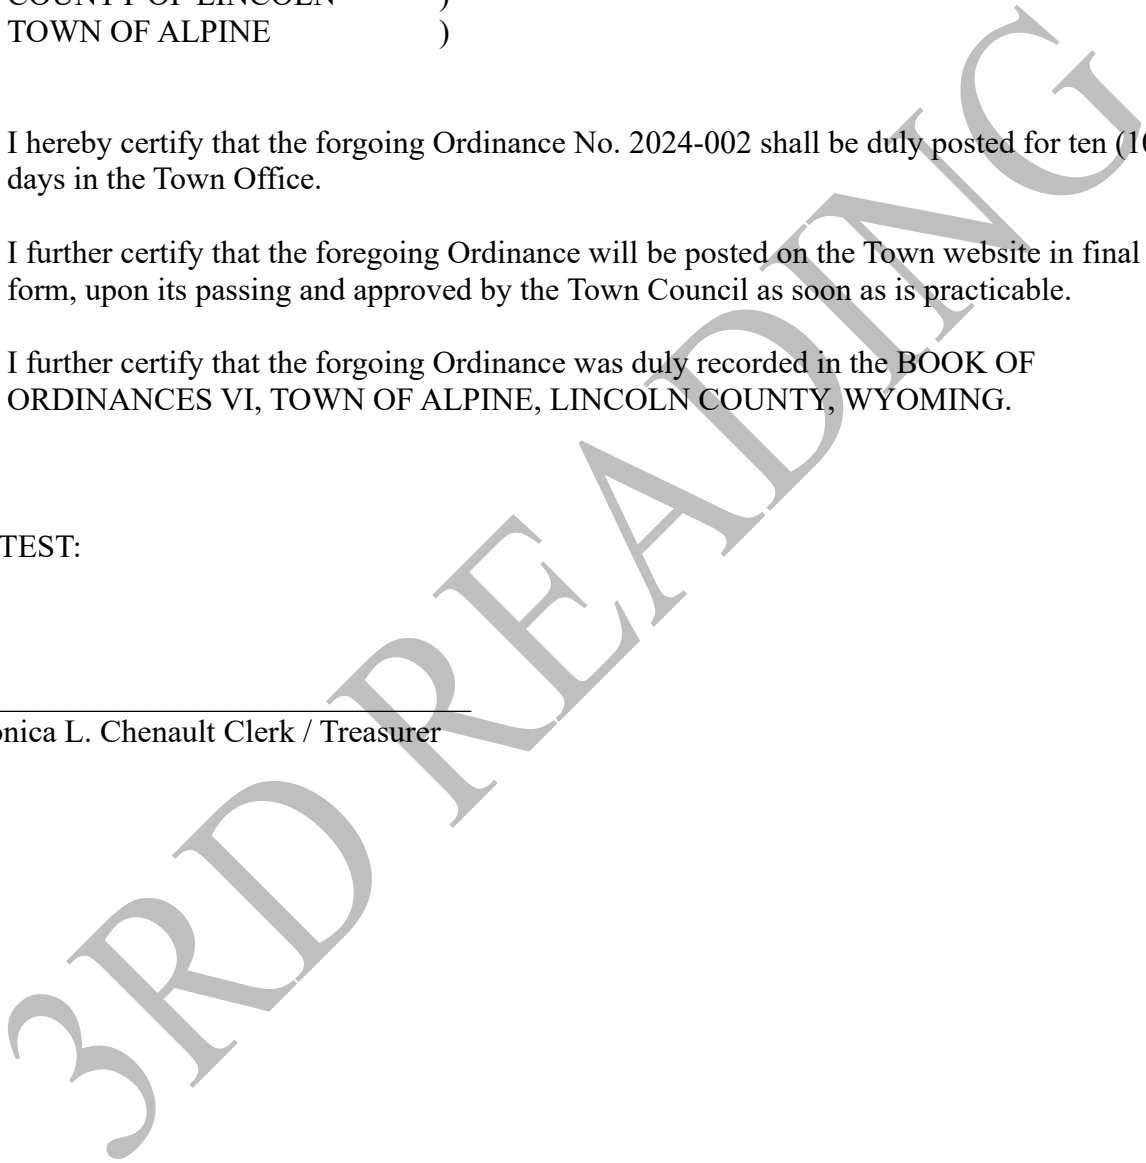 COUNTY OF LINCOLN )
TOWN OF ALPINE )
I hereby certify that the forgoing Ordinance No. 2024-002 shall be duly posted for ten (10
days in the Town Office.
I further certify that the foregoing Ordinance will be posted on the Town website in final
form, upon its passing and approved by the Town Council as soon as is practicable.
I further certify that the forgoing Ordinance was duly recorded in the BOOK OF
ORDINANCES VI, TOWN OF ALPINE, LINCOLN COUNTY, WYOMING.
TEST:
onica L. Chenault Clerk / Treasurer
3RD READING